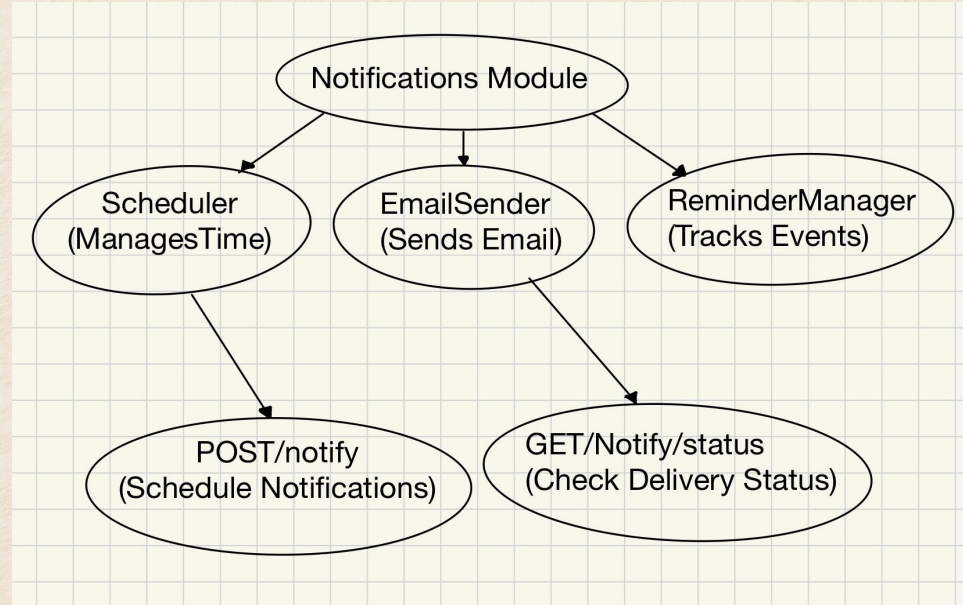 Notifications Module
Scheduler
(ManagesTime)
EmailSender
(Sends Email)
ReminderManager
(Tracks Events)
POST/notify
(Schedule Notifications)
GET/Notify/status
(Check Delivery Status)